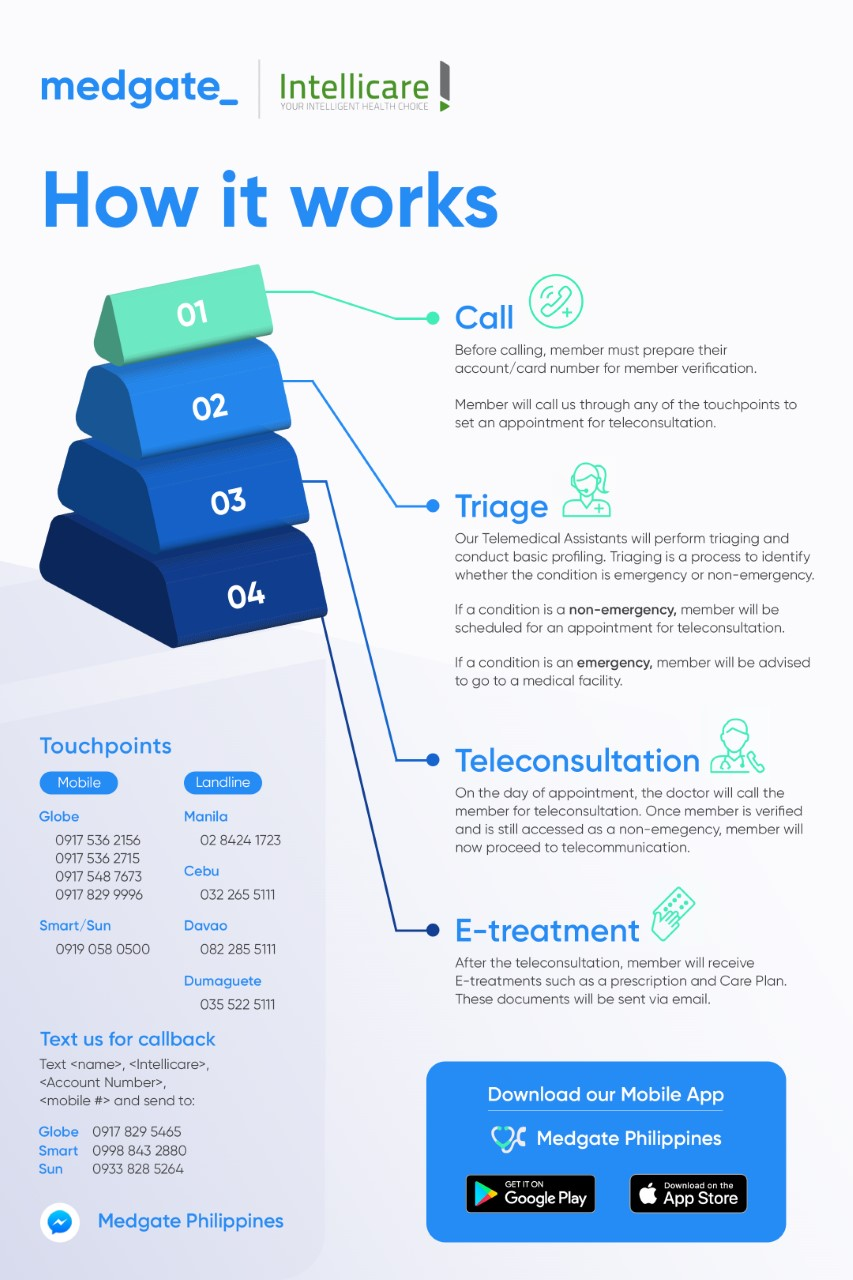 medgate_
Intellicare
YOUR INTELLIGENT HEALTH CHOICE
How it works
01
02
03
04
Call
Before calling, member must prepare their
account/card number for member verification.
Member will call us through any of the touchpoints to
set an appointment for teleconsultation.
Triage
Our Telemedical Assistants will perform triaging and
conduct basic profiling. Triaging is a process to identify
whether the condition is emergency or non-emergency.
If a condition is a non-emergency, member will be
scheduled for an appointment for teleconsultation.
If a condition is an emergency, member will be advised
to go to a medical facility.
Teleconsultation
On the day of appointment, the doctor will call the
member for teleconsultation. Once member is verified
and is still accessed as a non-emegency, member will
now proceed to telecommunication.
E-treatment
After the teleconsultation, member will receive
E-treatments such as a prescription and Care Plan.
These documents will be sent via email.
Touchpoints
Mobile
Globe
0917 536 2156
0917 536 2715
0917 548 7673
0917 829 9996
Smart/Sun
0919 058 0500
Landline
Manila
02 8424 1723
Cebu
032 265 5111
Davao
082 285 5111
Dumaguete
035 522 5111
Text us for callback
Text <name>, <Intellicare>,
<Account Number>,
<mobile #> and send to:
Globe 0917 829 5465
Smart 0998 843 2880
Sun 0933 828 5264
Medgate Philippines
Download our Mobile App
Medgate Philippines
GET IT ON
Google Play
Download on the
App Store